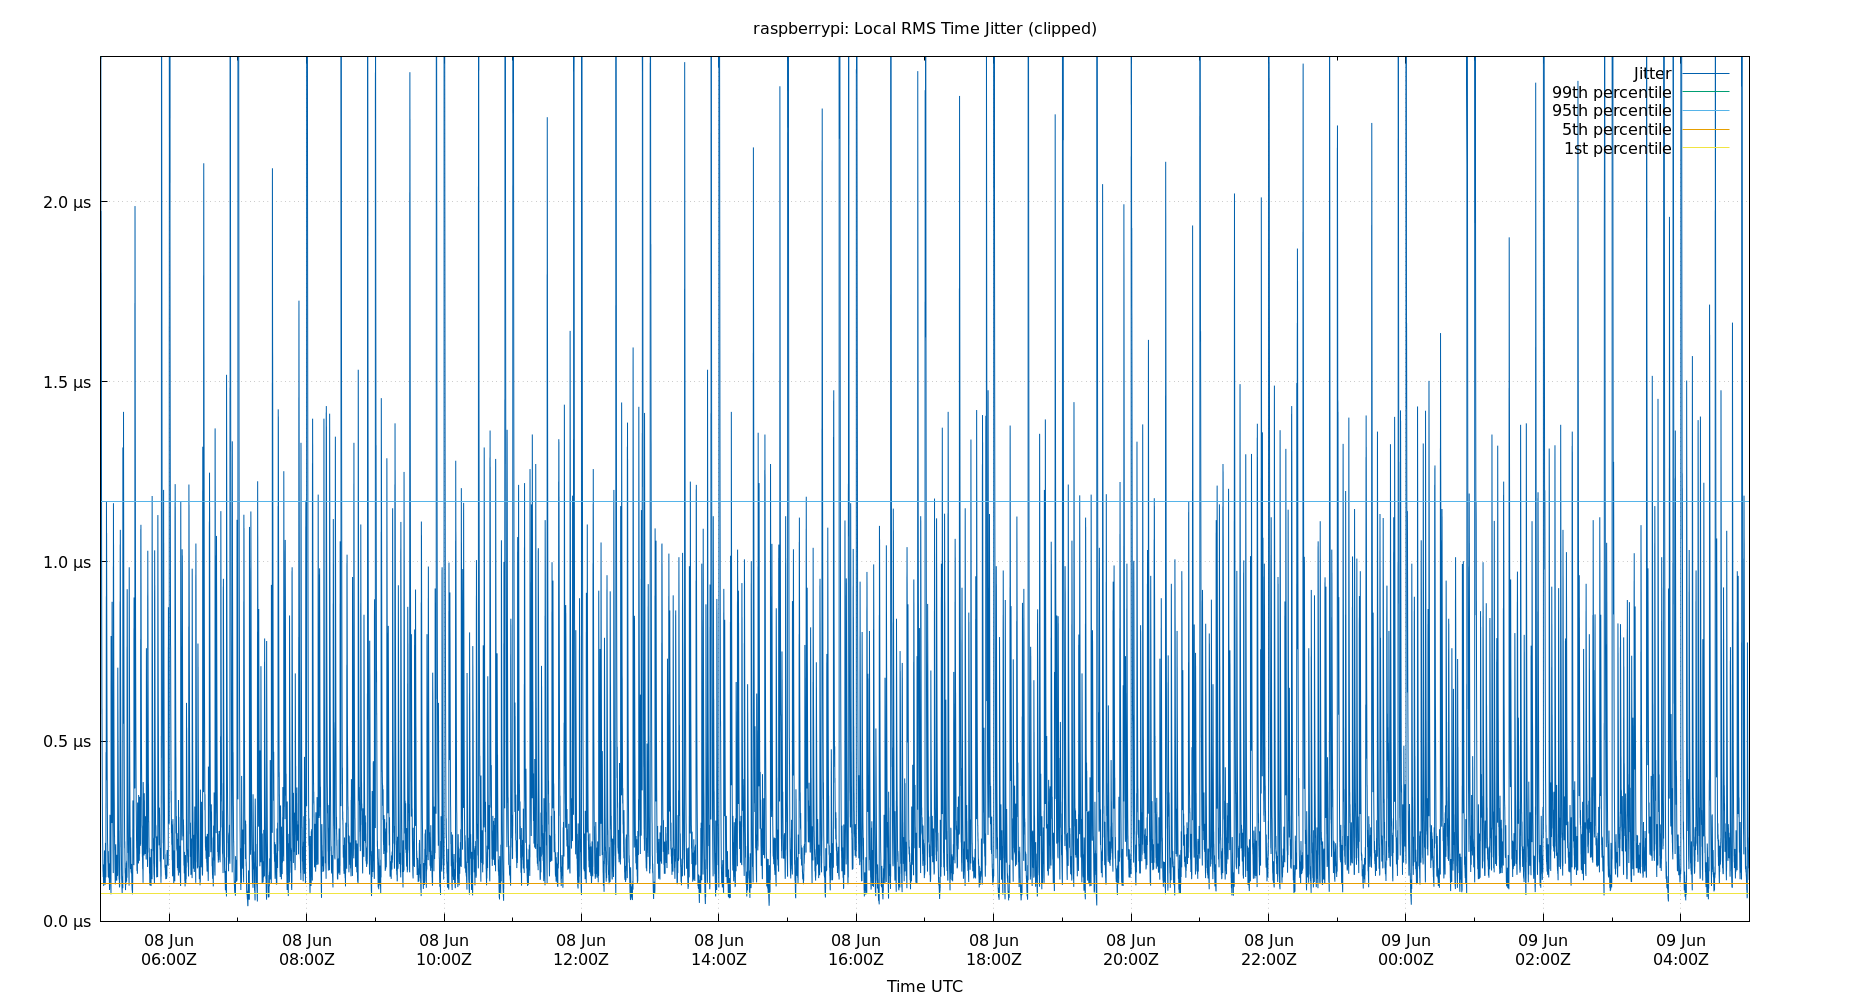 raspberrypi: Local RMS Time Jitter (clipped)
Jitter
99th percentile
95th percentile
5th percentile
1st percentile
2.0 µs
1.5 µs
1.0 µs
0.5 µs
0.0 µs
08 Jun 08 Jun 08 Jun 08 Jun 08 Jun 08 Jun 08 Jun 08 Jun 08 Jun 09 Jun 09 Jun 09 Jun
06:00Z 08:00Z 10:00Z 12:00Z 14:00Z 16:00Z 18:00Z 20:00Z 22:00Z 00:00Z 02:00Z 04:00Z
Time UTC